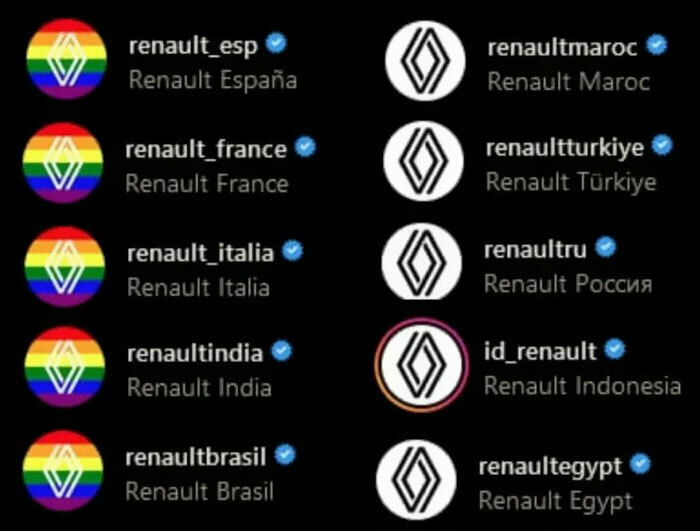 renault_esp
Renault España
renault_france
Renault France
renault_italia
Renault Italia
renaultindia
Renault India
renaultbrasil
Renault Brasil
renaultmaroc
Renault Maroc
renaultturkiye
Renault Türkiye
renaultru
Renault Россия
id_renault
Renault Indonesia
renaultegypt
Renault Egypt